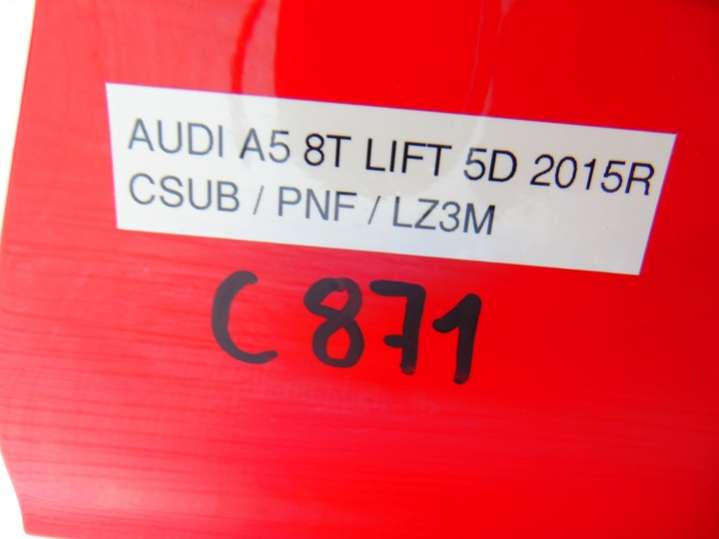 AUDI A5 8T LIFT 5D 2015R
CSUB / PNF / LZ3M
C 871